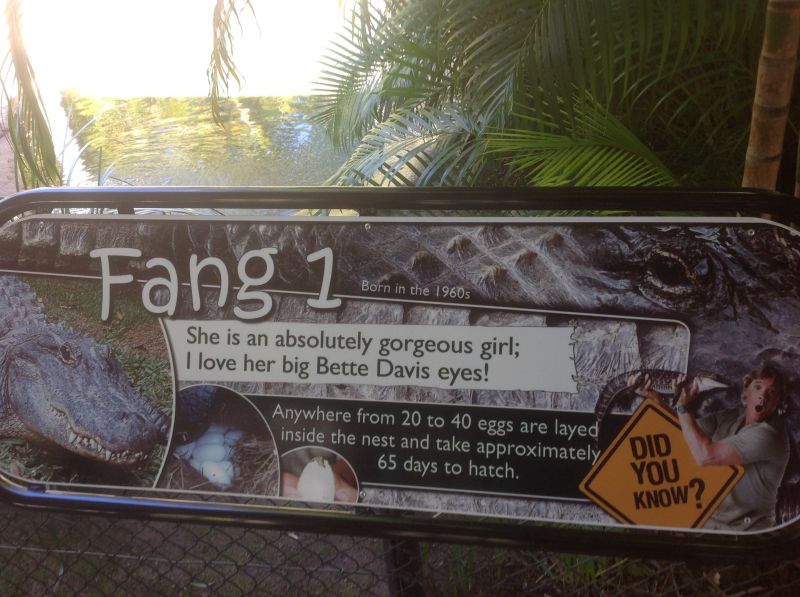 Fang 1
Born in the 1960s
She is an absolutely gorgeous girl;
I love her big Bette Davis eyes!
Anywhere from 20 to 40 eggs are layed
inside the nest and take approximately
65 days to hatch.
DID
YOU
KNOW?